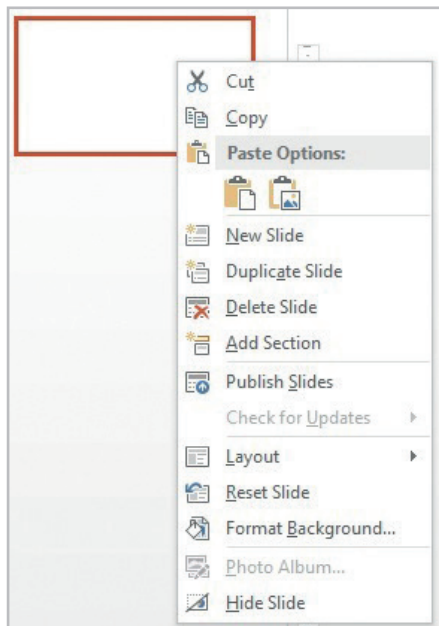 Cut
Copy
Paste Options:
New Slide
Duplicate Slide
Delete Slide
Add Section
Publish Slides
Check for Updates
Layout
Reset Slide
Format Background...
Photo Album...
Hide Slide